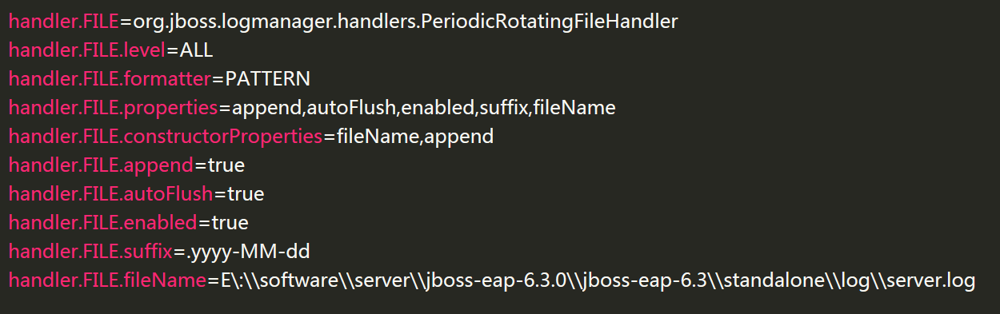 handler.FILE=org.jboss.logmanager.handlers.PeriodicRotatingFileHandler
handler.FILE.level=ALL
handler.FILE.formatter=PATTERN
handler.FILE.properties=append,autoFlush,enabled,suffix,fileName
handler.FILE.constructorProperties=fileName,append
handler.FILE.append=true
handler.FILE.autoFlush=true
handler.FILE.enabled=true
handler.FILE.suffix=.yyyy-MM-dd
handler.FILE.fileName=E\:\\software\\server\\jboss-eap-6.3.0\\jboss-eap-6.3\\standalone\\log\\server.log